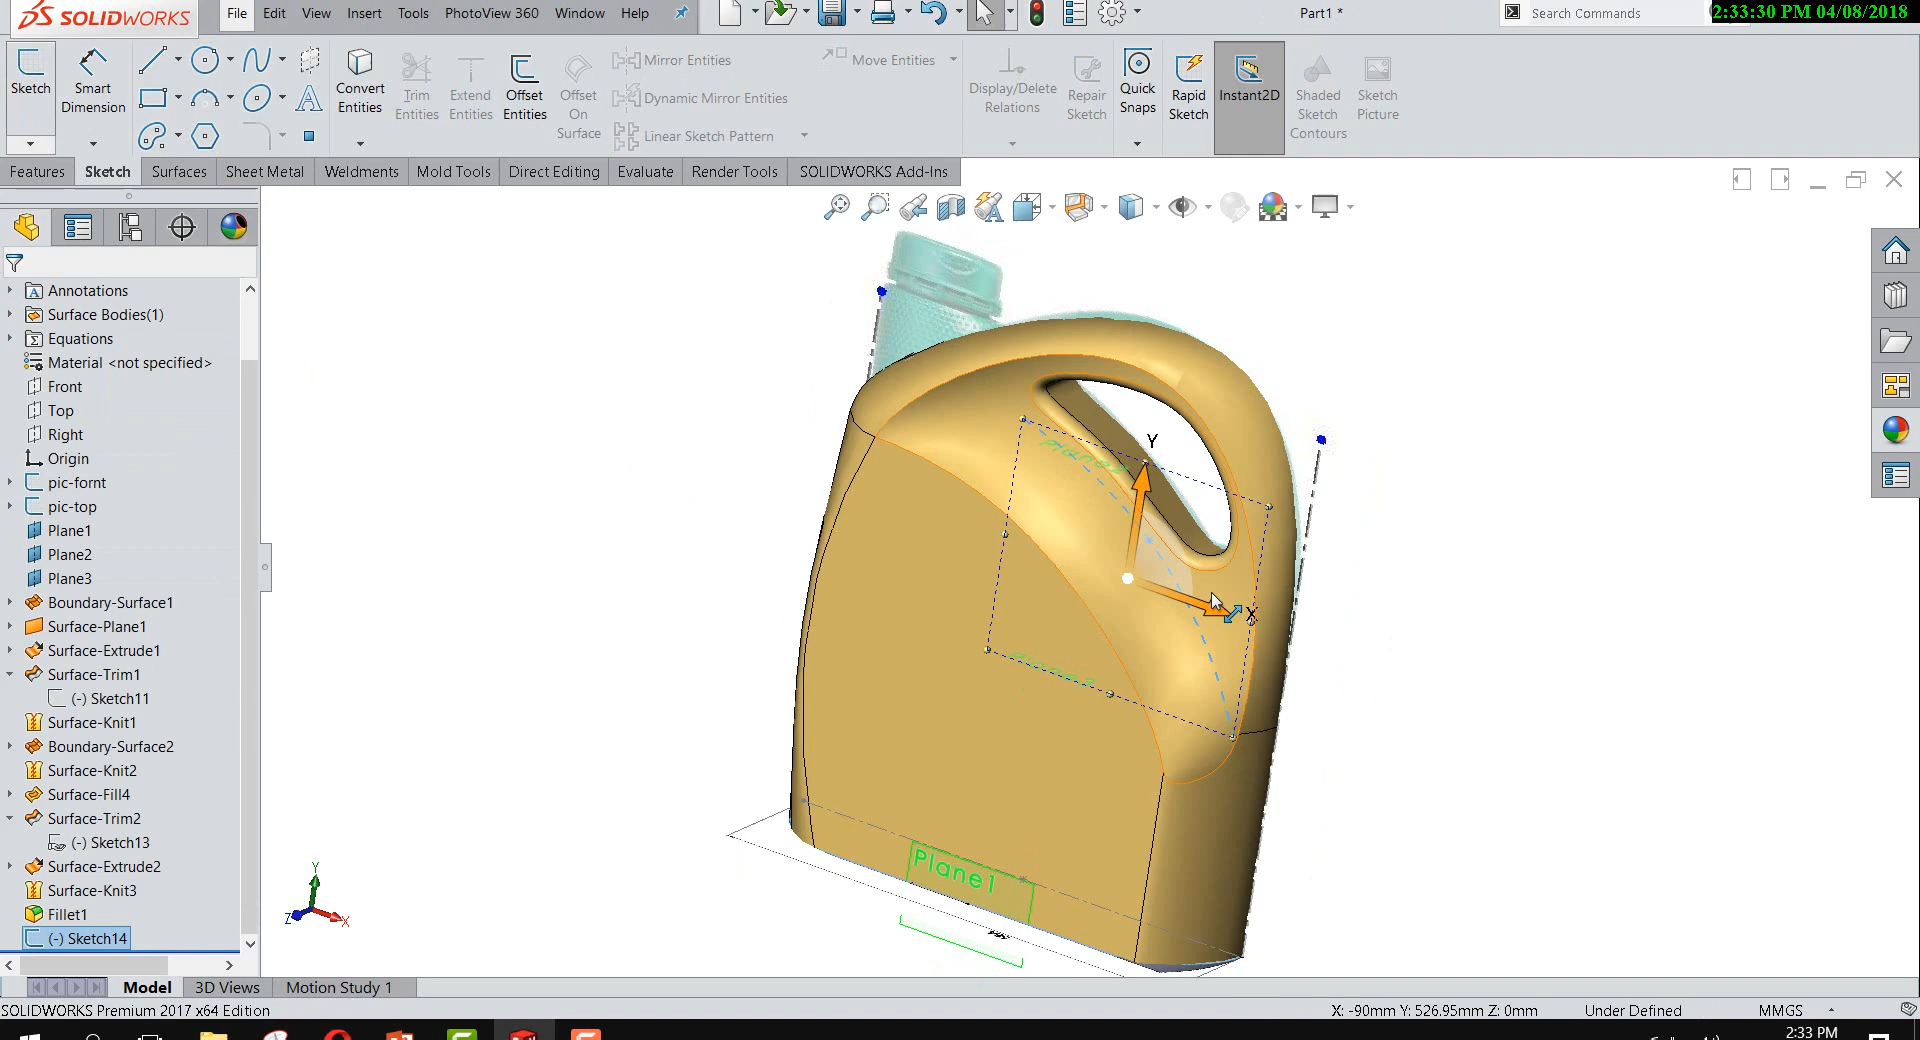 SOLIDWORKS File Edit View Insert Tools PhotoView 360 Window Help Part1 * Search Commands 2:33:30 PM 04/08/2018
Sketch
Smart Dimension
Convert Entities
Trim Entities
Extend Entities
Offset Entities
Offset On Surface
Mirror Entities
Dynamic Mirror Entities
Linear Sketch Pattern
Move Entities
Display/Delete Relations
Repair Sketch
Quick Snaps
Rapid Sketch
Instant2D
Shaded Sketch Contours
Sketch Picture
Features Sketch Surfaces Sheet Metal Weldments Mold Tools Direct Editing Evaluate Render Tools SOLIDWORKS Add-Ins
Annotations
Surface Bodies(1)
Equations
Material <not specified>
Front
Top
Right
Origin
pic-fornt
pic-top
Plane1
Plane2
Plane3
Boundary-Surface1
Surface-Plane1
Surface-Extrude1
Surface-Trim1
(-) Sketch11
Surface-Knit1
Boundary-Surface2
Surface-Knit2
Surface-Fill4
Surface-Trim2
(-) Sketch13
Surface-Extrude2
Surface-Knit3
Fillet1
(-) Sketch14
Y
X
Plane1
Y
Z
X
Model 3D Views Motion Study 1
SOLIDWORKS Premium 2017 x64 Edition X: -90mm Y: 526.95mm Z: 0mm Under Defined MMGS
2:33 PM